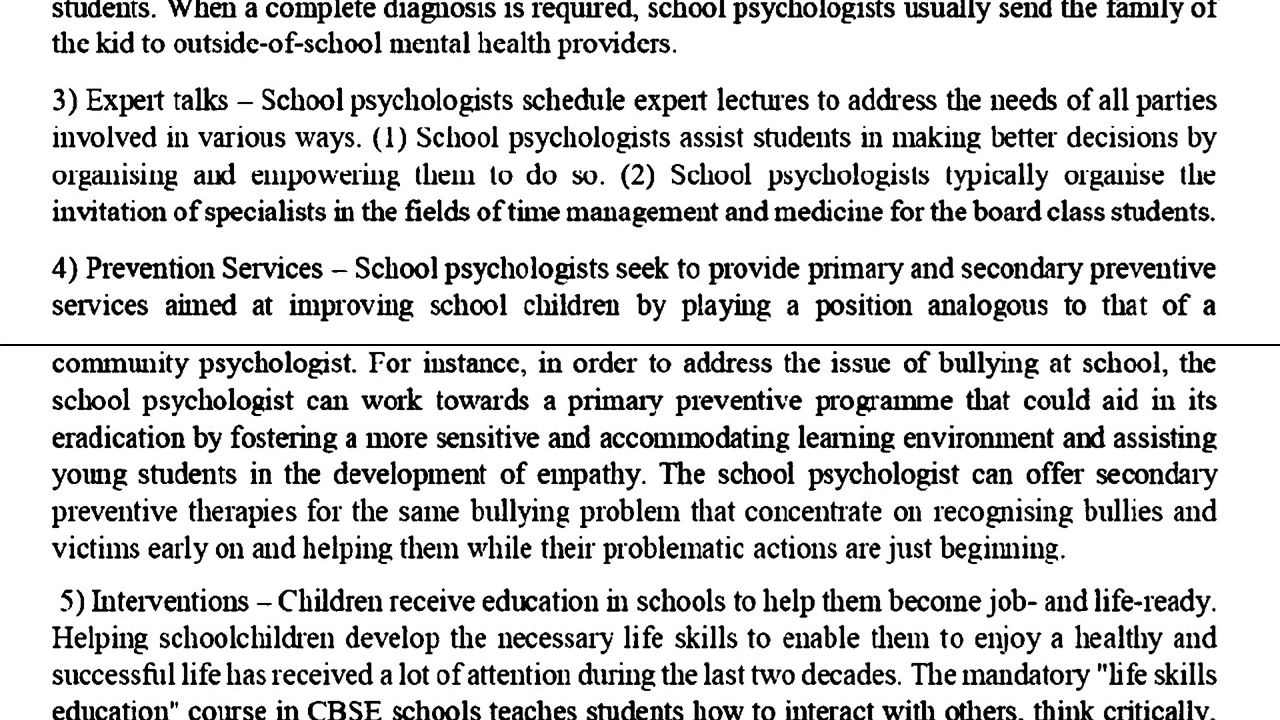 students. When a complete diagnosis is required, school psychologists usually send the family of
the kid to outside-of-school mental health providers.
3) Expert talks – School psychologists schedule expert lectures to address the needs of all parties
involved in various ways. (1) School psychologists assist students in making better decisions by
organising and empowering them to do so. (2) School psychologists typically organise the
invitation of specialists in the fields of time management and medicine for the board class students.
4) Prevention Services – School psychologists seek to provide primary and secondary preventive
services aimed at improving school children by playing a position analogous to that of a
community psychologist. For instance, in order to address the issue of bullying at school, the
school psychologist can work towards a primary preventive programme that could aid in its
eradication by fostering a more sensitive and accommodating learning environment and assisting
young students in the development of empathy. The school psychologist can offer secondary
preventive therapies for the same bullying problem that concentrate on recognising bullies and
victims early on and helping them while their problematic actions are just beginning.
5) Interventions – Children receive education in schools to help them become job- and life-ready.
Helping schoolchildren develop the necessary life skills to enable them to enjoy a healthy and
successful life has received a lot of attention during the last two decades. The mandatory "life skills
education" course in CBSE schools teaches students how to interact with others, think critically,